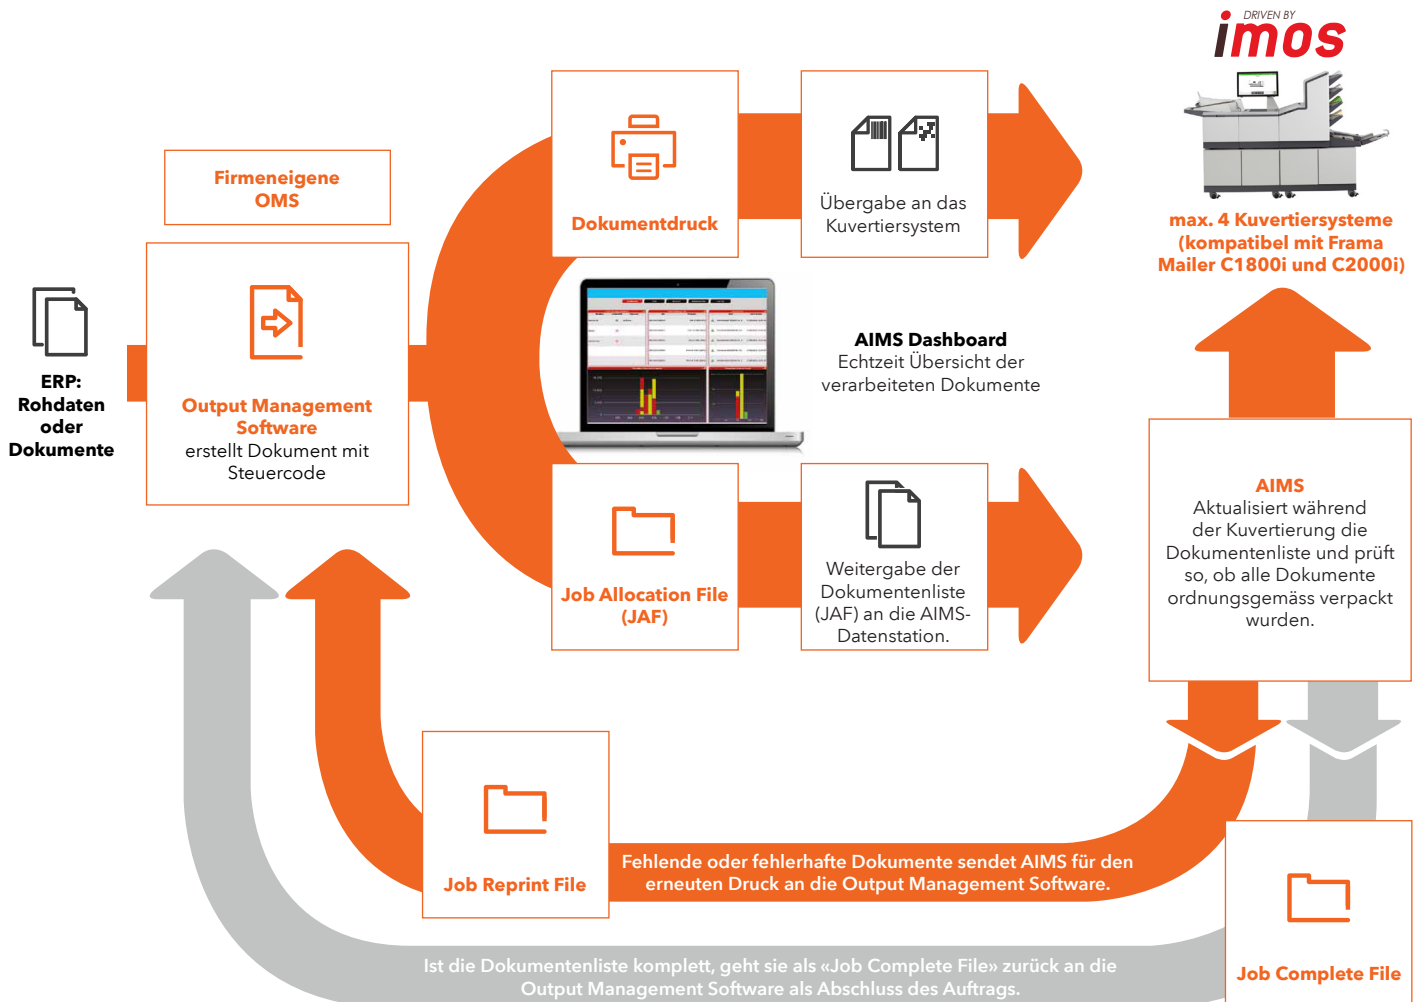 DRIVEN BY
imos
max. 4 Kuvertiersysteme
(kompatibel mit Frama
Mailer C1800i und C2000i)
Firmeneigene
OMS
ERP:
Rohdaten
oder
Dokumente
Output Management
Software
erstellt Dokument mit
Steuercode
Dokumentdruck
Übergabe an das
Kuvertiersystem
AIMS Dashboard
Echtzeit Übersicht der
verarbeiteten Dokumente
Job Allocation File
(JAF)
Weitergabe der
Dokumentenliste
(JAF) an die AIMS-
Datenstation.
AIMS
Aktualisiert während
der Kuvertierung die
Dokumentenliste und prüft
so, ob alle Dokumente
ordnungsgemäss verpackt
wurden.
Job Reprint File
Fehlende oder fehlerhafte Dokumente sendet AIMS für den
erneuten Druck an die Output Management Software.
Job Complete File
Ist die Dokumentenliste komplett, geht sie als «Job Complete File» zurück an die
Output Management Software als Abschluss des Auftrags.